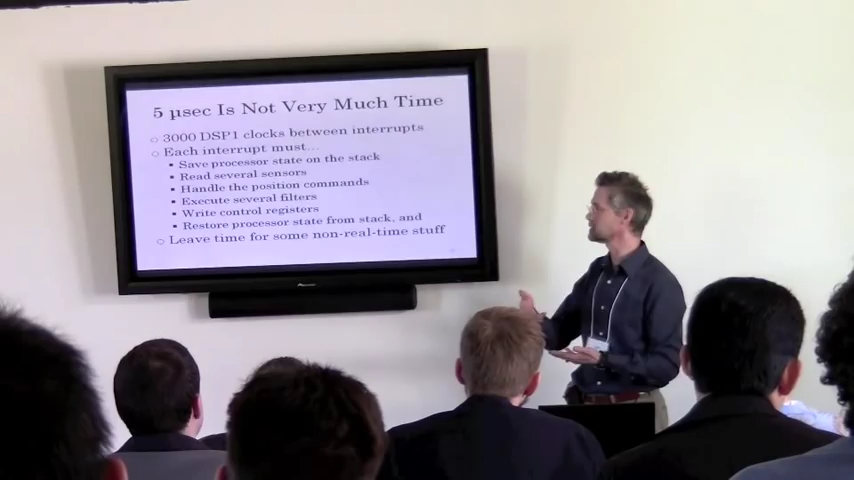 5 µsec Is Not Very Much Time
3000 DSP1 clocks between interrupts
Each interrupt must…
Save processor state on the stack
Read several sensors
Handle the position commands
Execute several filters
Write control registers
Restore processor state from stack, and
Leave time for some non-real-time stuff